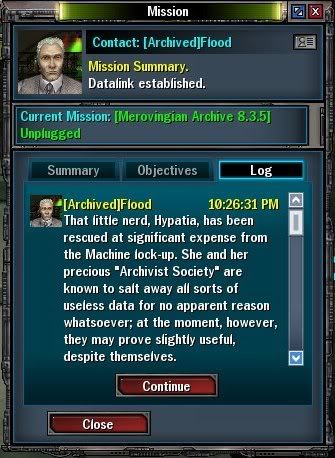 Mission
Contact: [Archived]Flood
Mission Summary.
Datalink established.
Current Mission: [Merovingian Archive 8.3.5]
Unplugged
Summary Objectives Log
[Archived]Flood 10:26:31 PM
That little nerd, Hypatia, has been
rescued at significant expense from
the Machine lock-up. She and her
precious "Archivist Society" are
known to salt away all sorts of
useless data for no apparent reason
whatsoever; at the moment, however,
they may prove slightly useful,
despite themselves.
Continue
Close